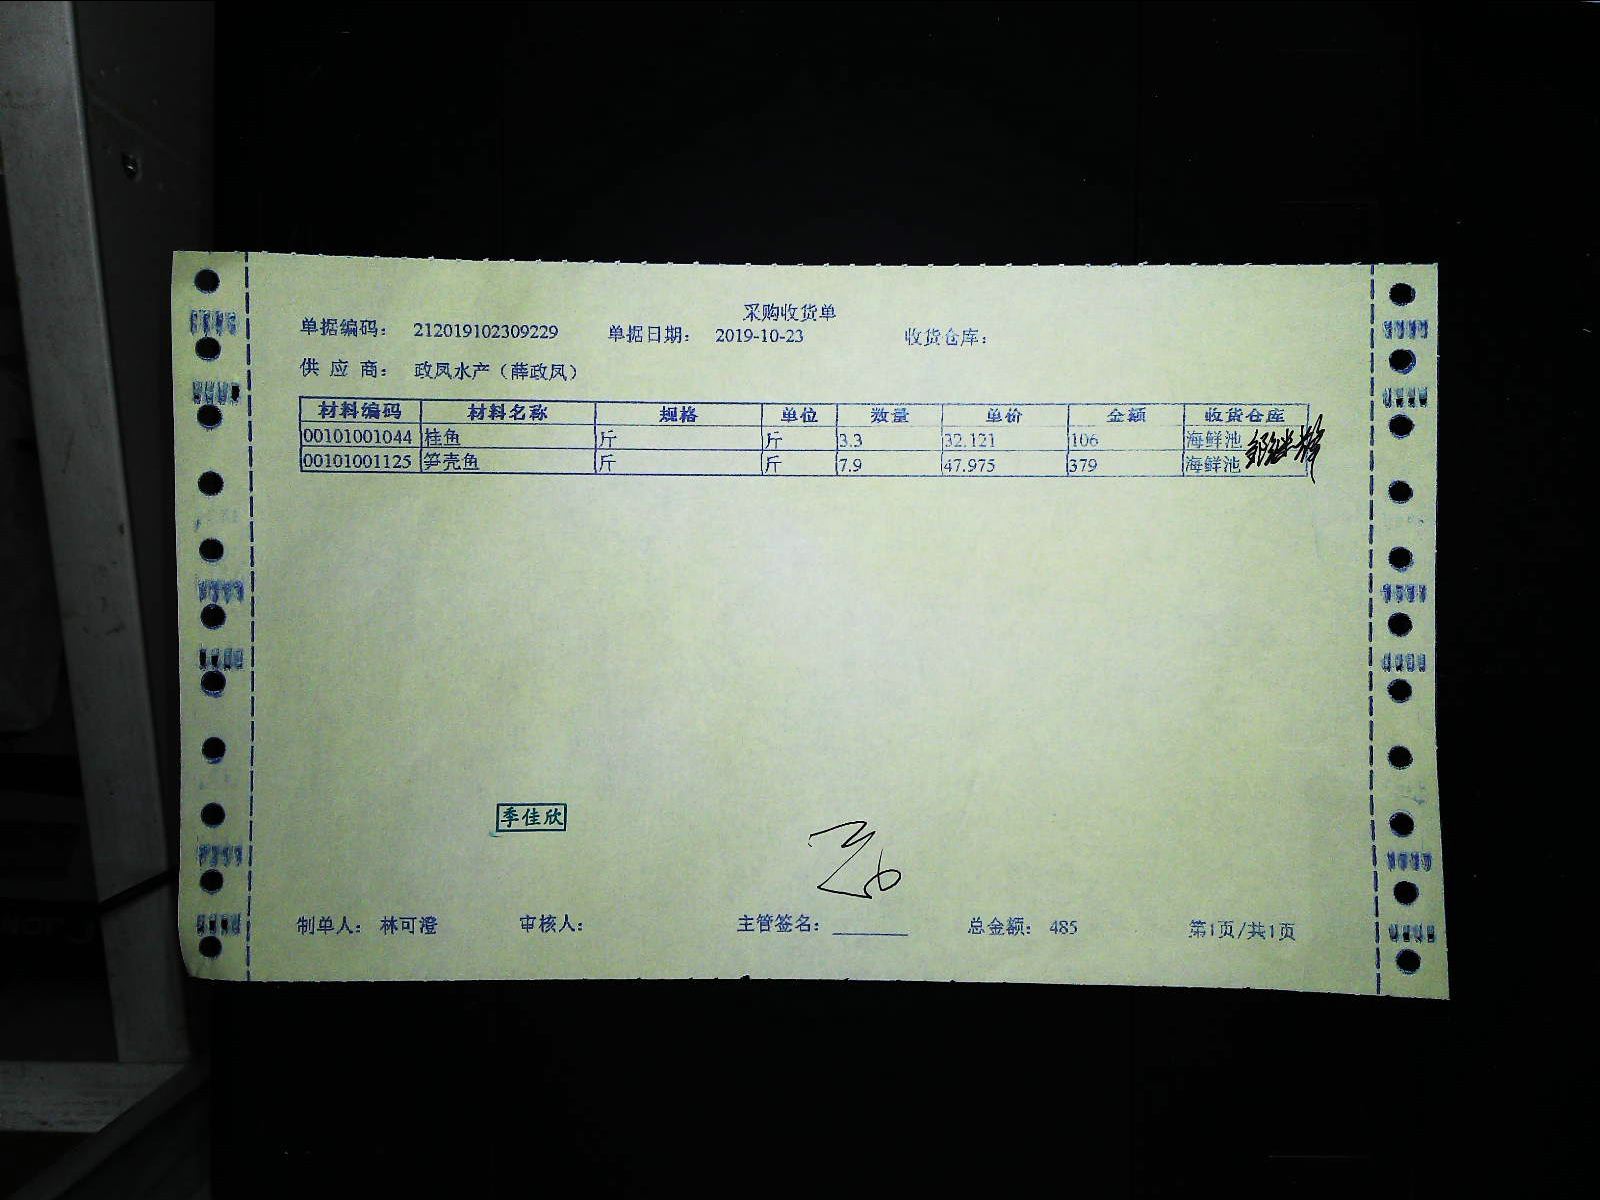 采购收货单
单据编码： 212019102309229 单据日期： 2019-10-23 收货仓库：
供 应 商： 政凤水产（薛政凤）
材料编码 材料名称 规格 单位 数量 单价 金额 收货仓库
00101001044 桂鱼 斤 斤 3.3 32.121 106 海鲜池
00101001125 笋壳鱼 斤 斤 7.9 47.975 379 海鲜池
季佳欣
制单人： 林可澄 审核人： 主管签名：________ 总金额： 485 第1页/共1页